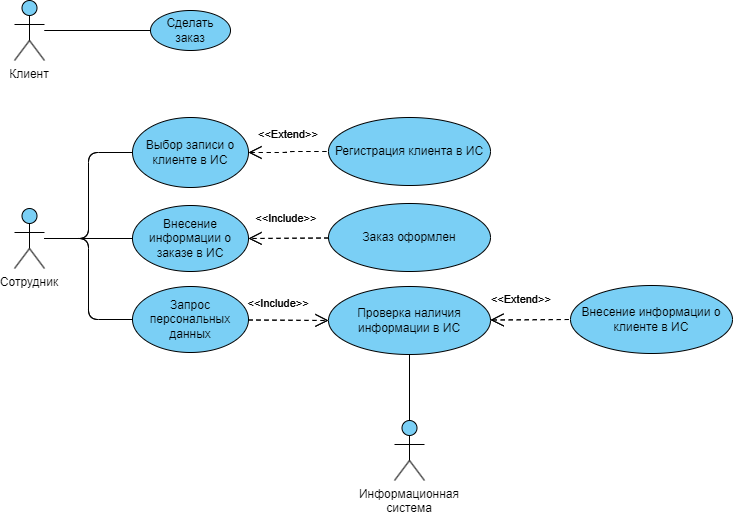 Сделать
заказ
Клиент
Выбор записи о
клиенте в ИС
<<Extend>>
Регистрация клиента в ИС
Внесение
информации о
заказе в ИС
<<Include>>
Заказ оформлен
Сотрудник
Запрос
персональных
данных
<<Include>>
Проверка наличия
информации в ИС
<<Extend>>
Внесение информации о
клиенте в ИС
Информационная
система